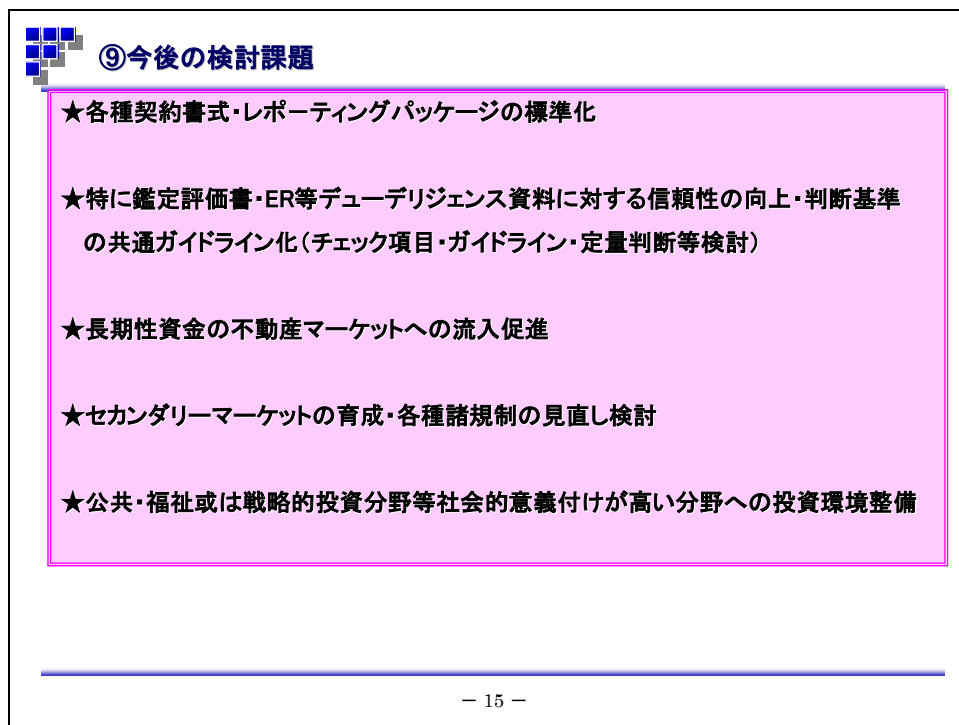 ⑨今後の検討課題
★各種契約書式・レポーティングパッケージの標準化
★特に鑑定評価書・ER等デューデリジェンス資料に対する信頼性の向上・判断基準
の共通ガイドライン化（チェック項目・ガイドライン・定量判断等検討）
★長期性資金の不動産マーケットへの流入促進
★セカンダリーマーケットの育成・各種諸規制の見直し検討
★公共・福祉或は戦略的投資分野等社会的意義付けが高い分野への投資環境整備
－ 15 －